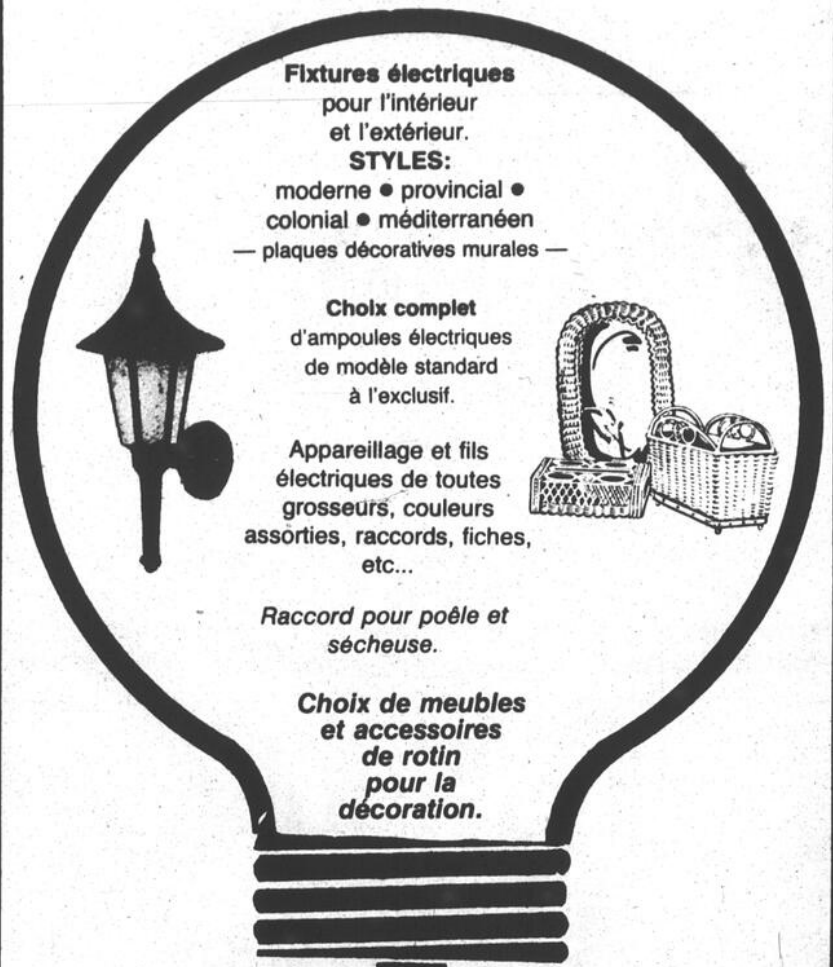 Fixtures électriques
pour l'intérieur
et l'extérieur.
STYLES:
moderne ● provincial ●
colonial ● méditerranéen
— plaques décoratives murales —
Choix complet
d'ampoules électriques
de modèle standard
à l'exclusif.
Appareillage et fils
électriques de toutes
grosseurs, couleurs
assorties, raccords, fiches,
etc...
Raccord pour poêle et
sécheuse.
Choix de meubles
et accessoires
de rotin
pour la
décoration.